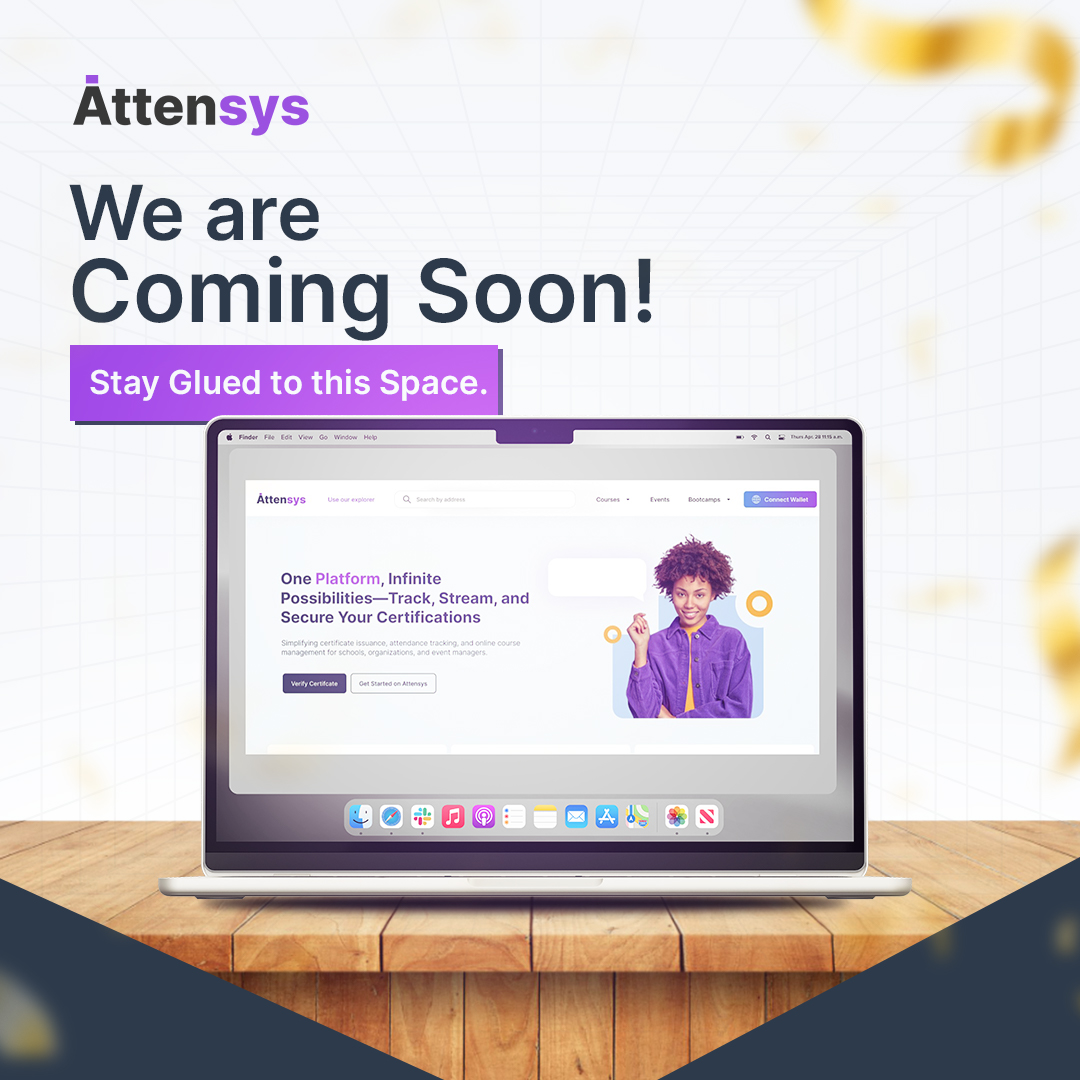 Åttensys
We are
Coming Soon!
Stay Glued to this Space.
Finder File Edit View Go Window Help
Thurs Apr. 28 11:15 a.m.
Åttensys
Use our explorer
Search by address
Courses
Events
Bootcamps
Connect Wallet
One Platform, Infinite
Possibilities—Track, Stream, and
Secure Your Certifications
Simplifying certificate issuance, attendance tracking, and online course
management for schools, organizations, and event managers.
Verify Certifcate
Get Started on Attensys